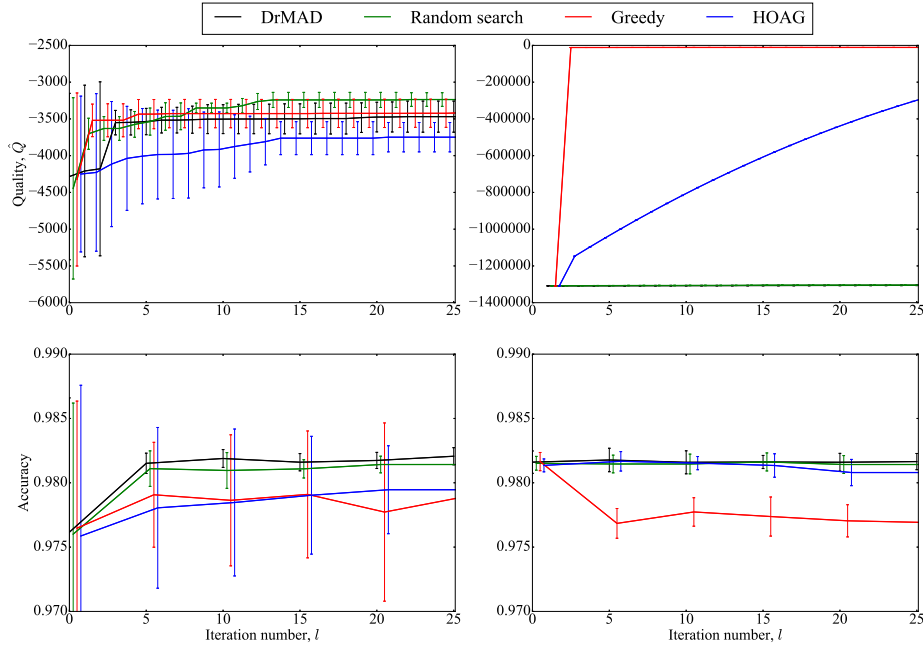 DrMAD Random search Greedy HOAG
−2500
−3000
−3500
−4000
−4500
−5000
−5500
−6000
Quality, Q̂
0 5 10 15 20 25
0
−200000
−400000
−600000
−800000
−1000000
−1200000
−1400000
0 5 10 15 20 25
0.990
0.985
0.980
0.975
0.970
Accuracy
0 5 10 15 20 25
Iteration number, l
0.990
0.985
0.980
0.975
0.970
0 5 10 15 20 25
Iteration number, l